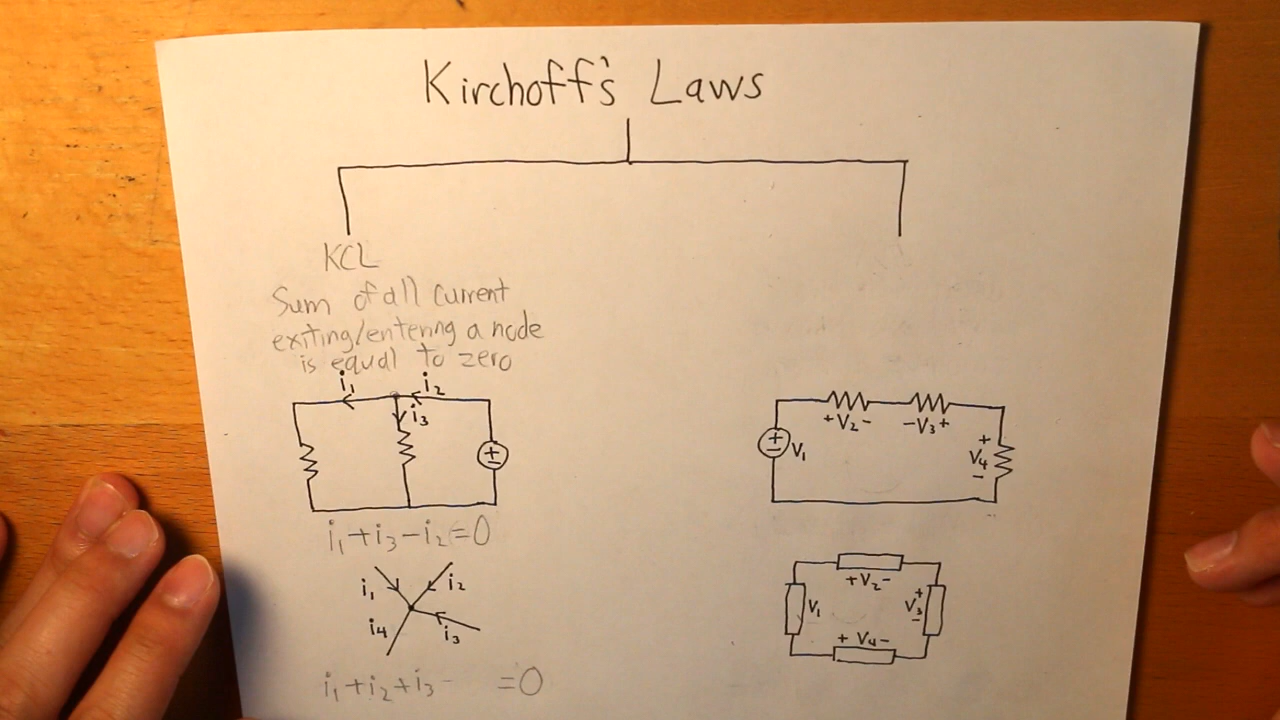 Kirchoff's Laws
KCL
Sum of all current
exiting/entering a node
is equal to zero
i₁ i₂
i₃
+
-
i₁+i₃-i₂=0
i₁ i₂
i₄ i₃
i₁+i₂+i₃- =0
+V₂- -V₃+
+
-
V₁
+
V₄
-
+V₂-
V₁
+
V₃
-
+ V₄-